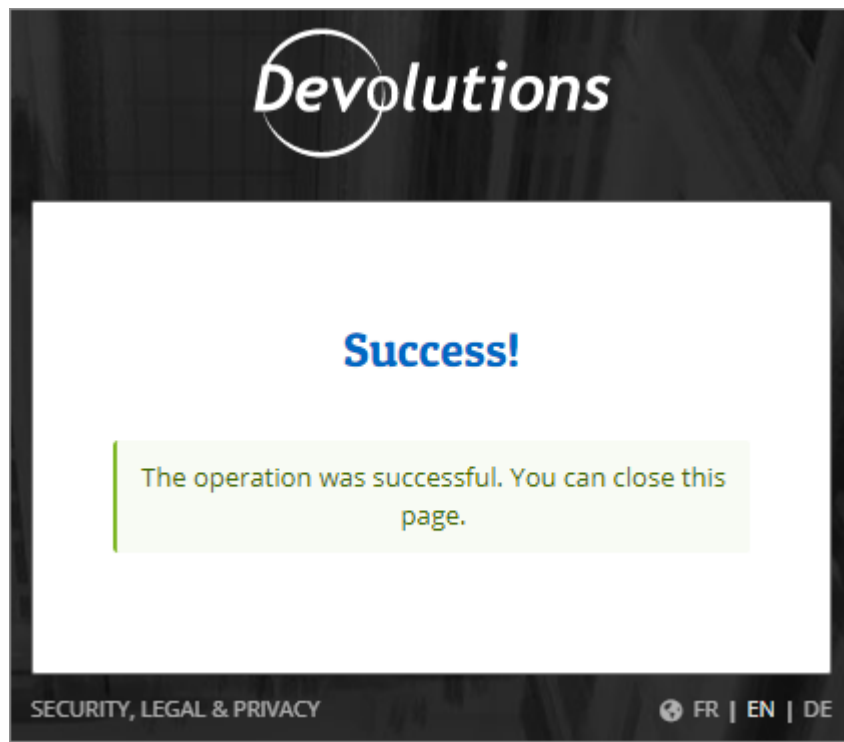 Devolutions
Success!
The operation was successful. You can close this
page.
SECURITY, LEGAL & PRIVACY
FR | EN | DE